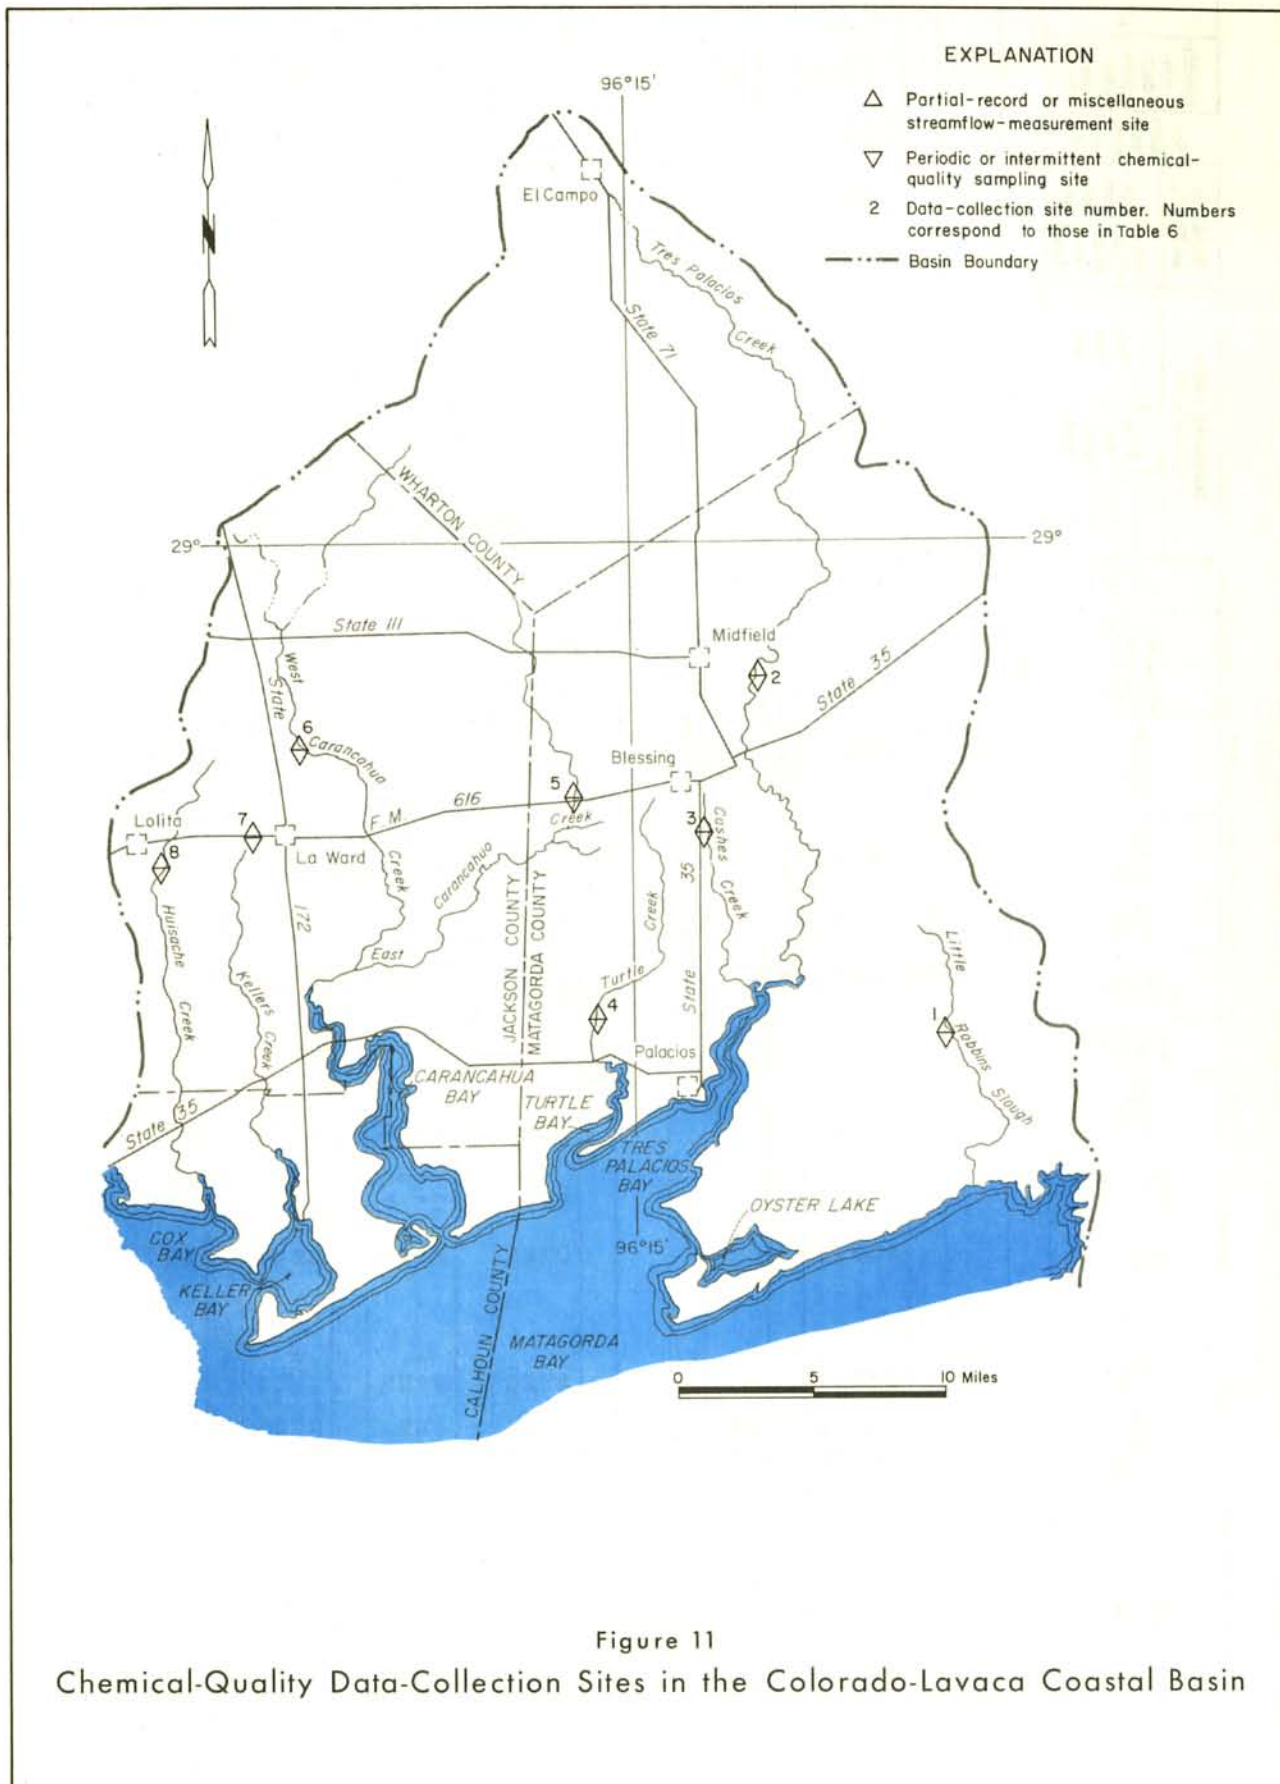 EXPLANATION
Partial-record or miscellaneous
streamflow-measurement site
Periodic or intermittent chemical-
quality sampling site
2 Data-collection site number. Numbers
correspond to those in Table 6
Basin Boundary
96°15'
N
El Campo
Tres Palacios
Creek
State 71
WHARTON COUNTY
29°
29°
State 111
Midfield
2
State 35
West
State
6
Carancahua
Blessing
5
616
Creek
3
Cashes Creek
Lolita
7
F. M.
8
La Ward
Creek
Carancahua
35
Creek
Huisache
Creek
172
East
JACKSON COUNTY
MATAGORDA COUNTY
Little
Kellers Creek
Turtle
State
4
1
Robbins Slough
Palacios
CARANCAHUA
BAY
TURTLE
BAY
State 35
TRES
PALACIOS
BAY
OYSTER LAKE
COX
BAY
96°15'
KELLER
BAY
CALHOUN COUNTY
MATAGORDA
BAY
0 5 10 Miles
Figure 11
Chemical-Quality Data-Collection Sites in the Colorado-Lavaca Coastal Basin